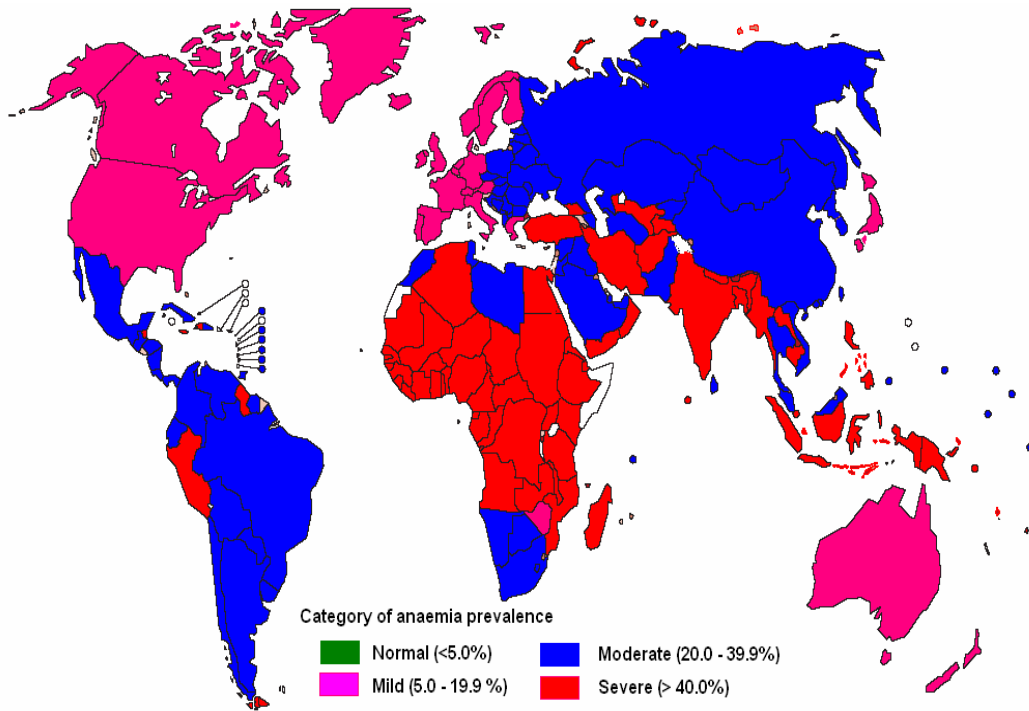 Category of anaemia prevalence
Normal (<5.0%)
Moderate (20.0 - 39.9%)
Mild (5.0 - 19.9 %)
Severe (> 40.0%)